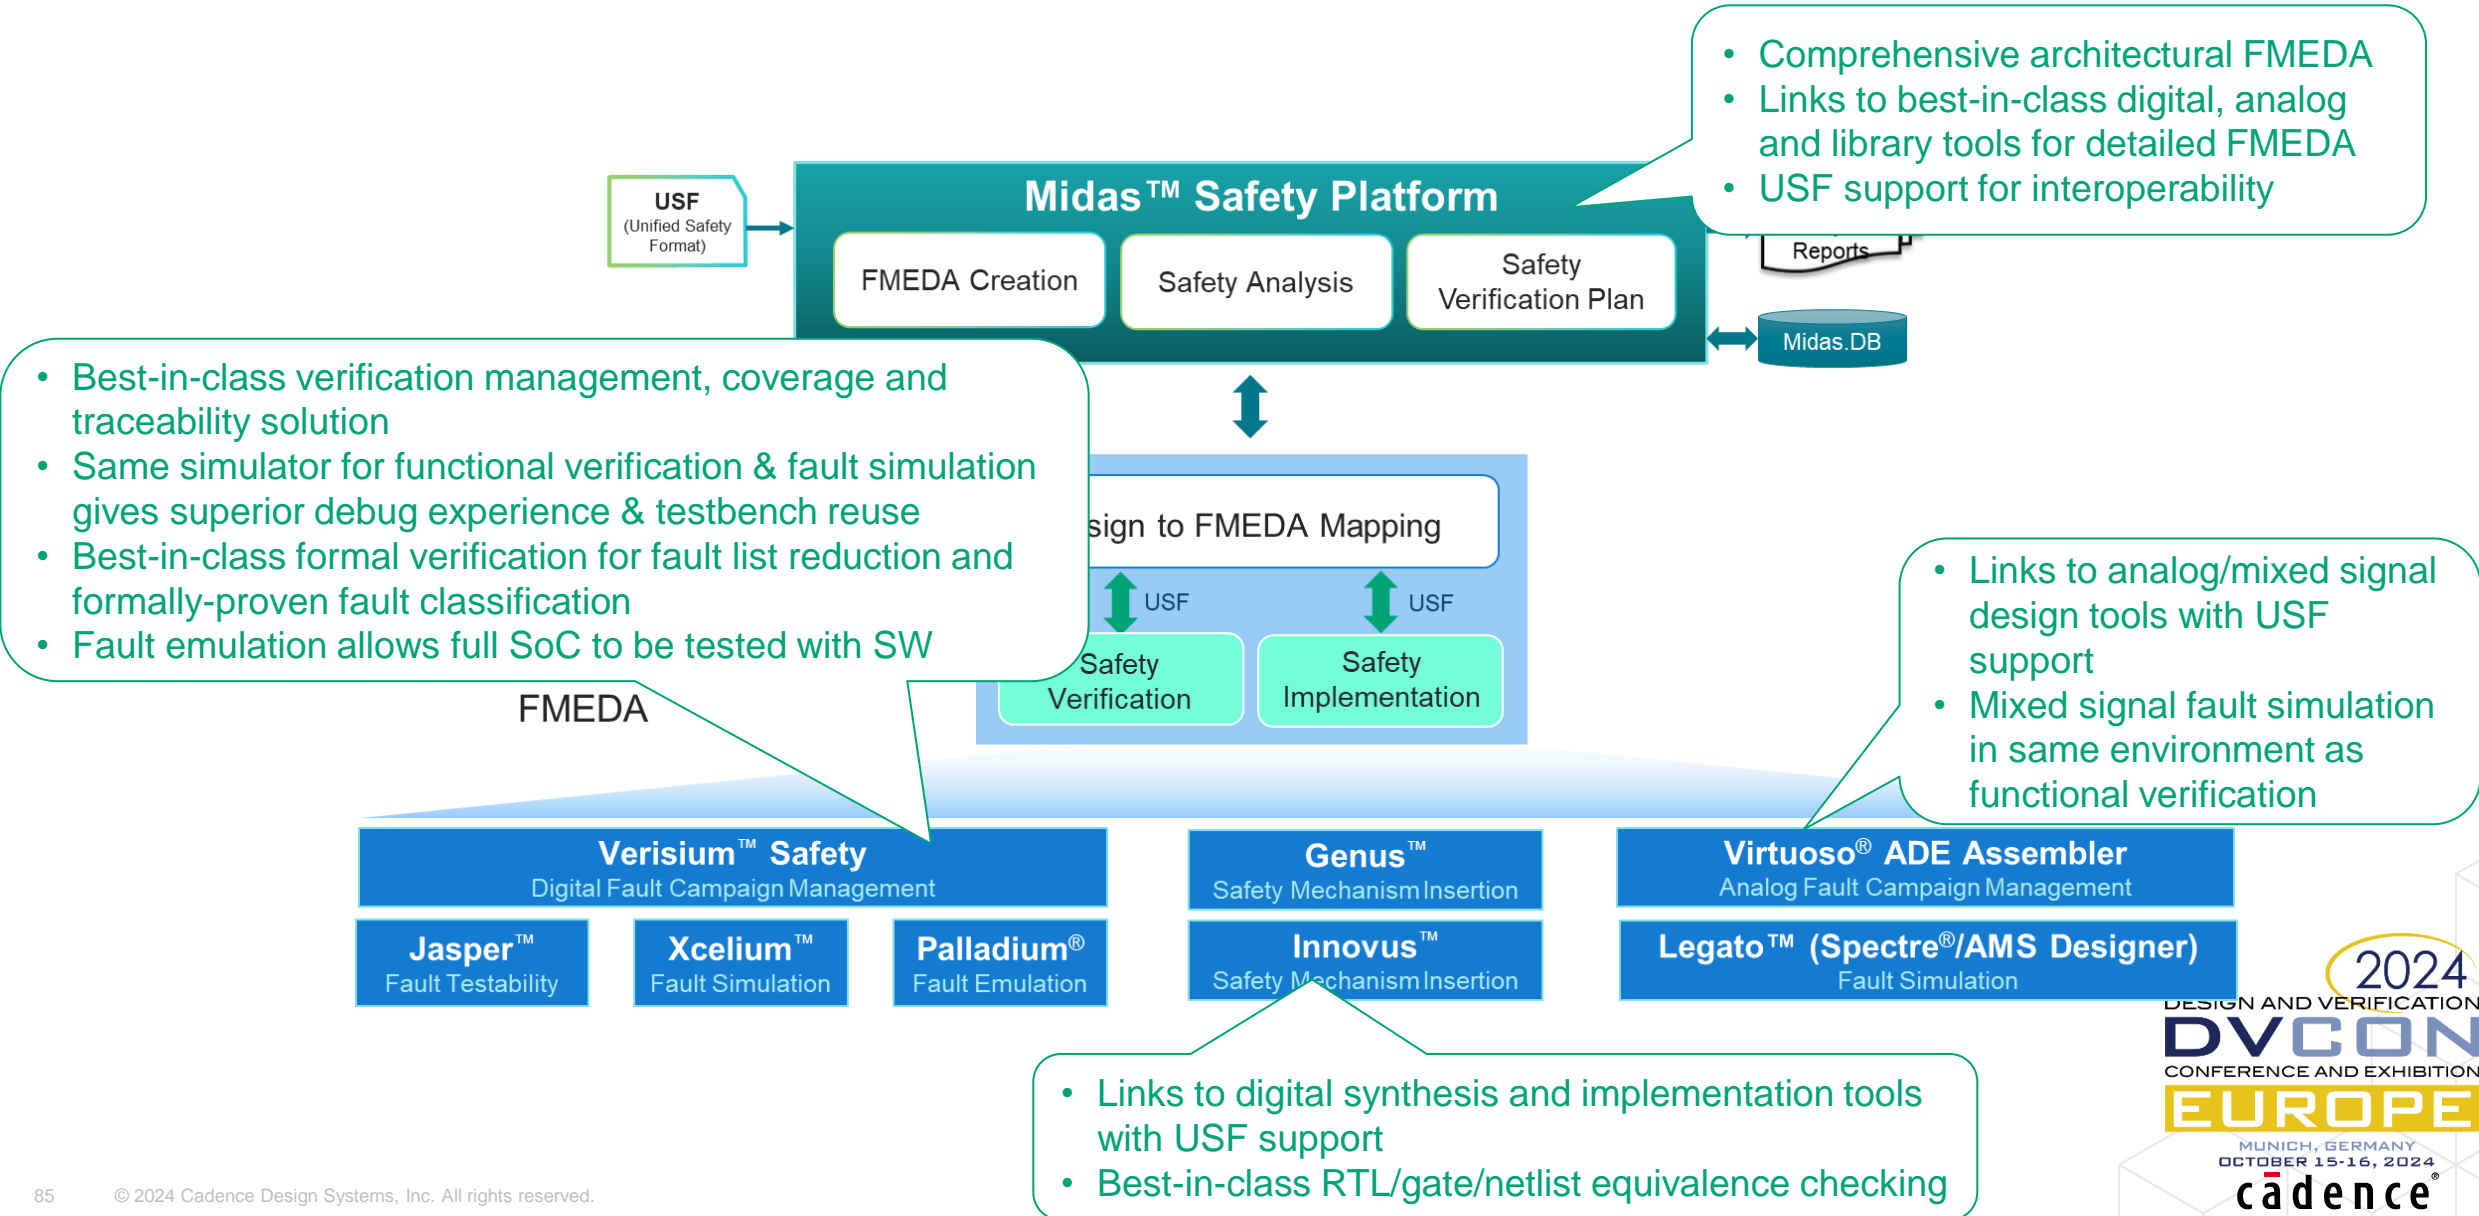 • Comprehensive architectural FMEDA
• Links to best-in-class digital, analog
and library tools for detailed FMEDA
• USF support for interoperability
USF
(Unified Safety
Format)
Midas™ Safety Platform
FMEDA Creation
Safety Analysis
Safety
Verification Plan
Reports
Midas.DB
• Best-in-class verification management, coverage and
traceability solution
• Same simulator for functional verification & fault simulation
gives superior debug experience & testbench reuse
• Best-in-class formal verification for fault list reduction and
formally-proven fault classification
• Fault emulation allows full SoC to be tested with SW
sign to FMEDA Mapping
USF
USF
Safety
Verification
Safety
Implementation
FMEDA
• Links to analog/mixed signal
design tools with USF
support
• Mixed signal fault simulation
in same environment as
functional verification
Verisium™ Safety
Digital Fault Campaign Management
Genus™
Safety Mechanism Insertion
Virtuoso® ADE Assembler
Analog Fault Campaign Management
Jasper™
Fault Testability
Xcelium™
Fault Simulation
Palladium®
Fault Emulation
Innovus™
Safety Mechanism Insertion
Legato™ (Spectre®/AMS Designer)
Fault Simulation
• Links to digital synthesis and implementation tools
with USF support
• Best-in-class RTL/gate/netlist equivalence checking
2024
DESIGN AND VERIFICATION
DVCON
CONFERENCE AND EXHIBITION
EUROPE
MUNICH, GERMANY
OCTOBER 15-16, 2024
cādence®
85
© 2024 Cadence Design Systems, Inc. All rights reserved.